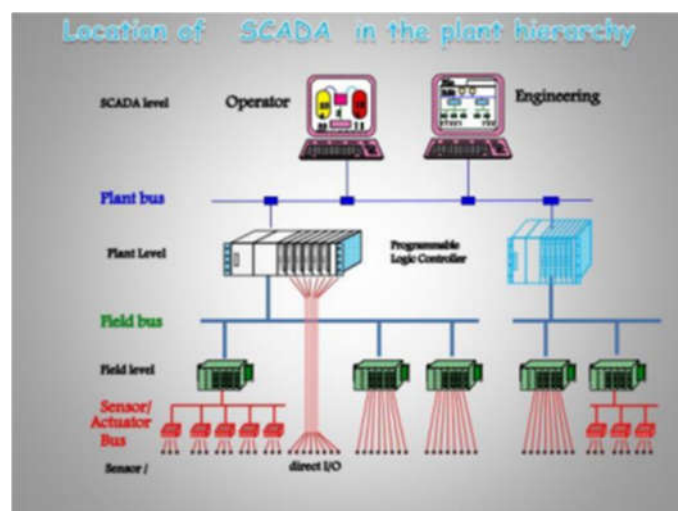 Location of SCADA in the plant hierarchy
SCADA level
Operator
Engineering
Plant bus
Plant Level
Programmable
Logic Controller
Field bus
Field level
Sensor/
Actuator
Bus
Sensor /
direct I/O